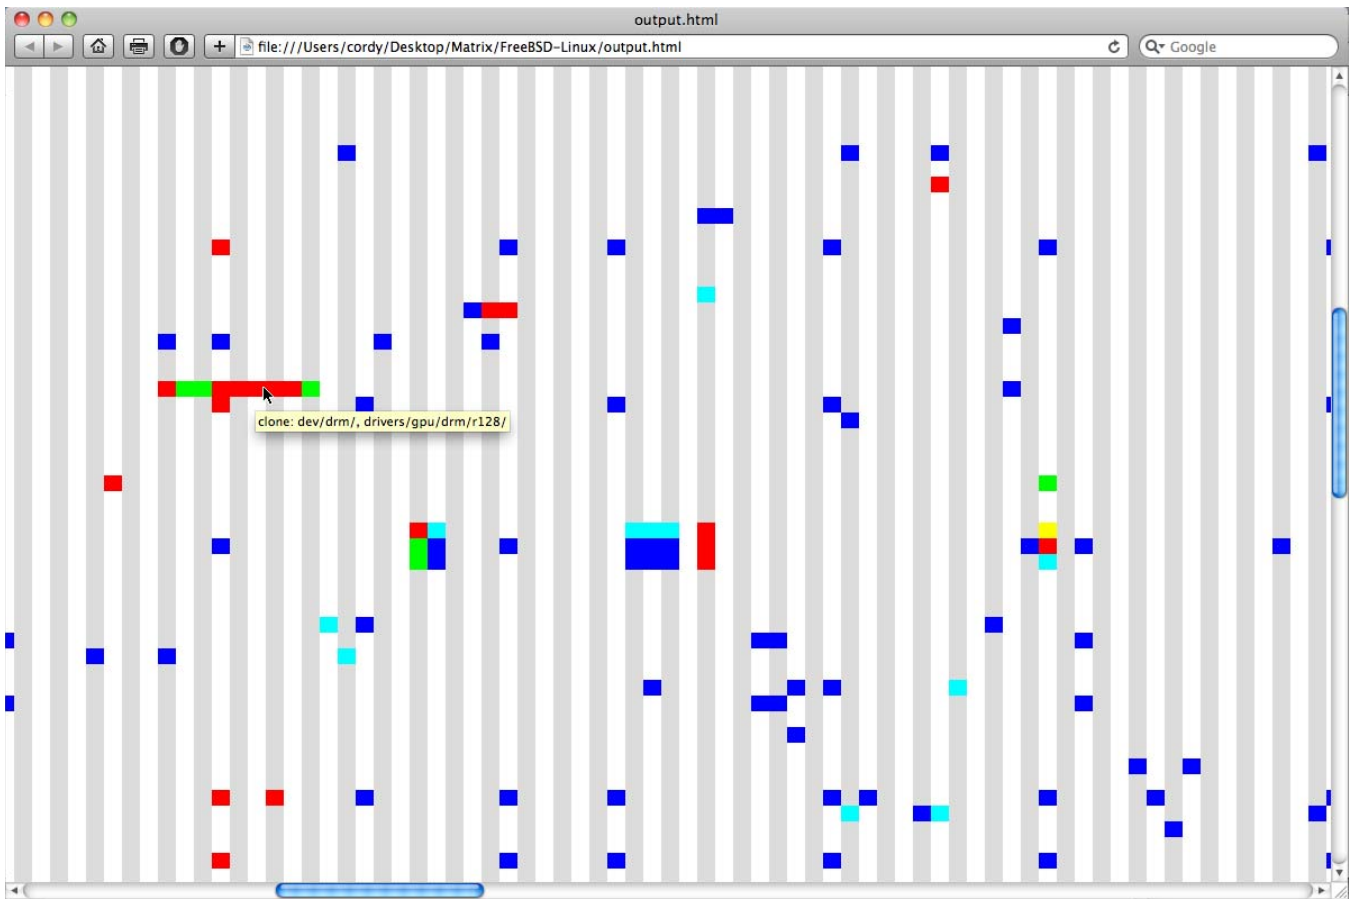 output.html
file:///Users/cordy/Desktop/Matrix/FreeBSD-Linux/output.html
Google
clone: dev/drm/, drivers/gpu/drm/r128/